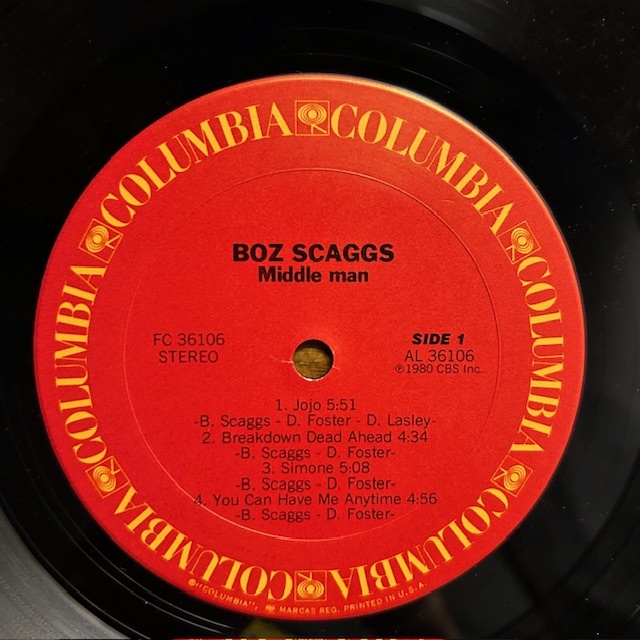 COLUMBIA COLUMBIA COLUMBIA COLUMBIA COLUMBIA COLUMBIA
BOZ SCAGGS
Middle man
FC 36106
STEREO
SIDE 1
AL 36106
℗1980 CBS Inc.
1. Jojo 5:51
-B. Scaggs - D. Foster - D. Lasley-
2. Breakdown Dead Ahead 4:34
-B. Scaggs - D. Foster-
3. Simone 5:08
-B. Scaggs - D. Foster-
4. You Can Have Me Anytime 4:56
-B. Scaggs - D. Foster-
"COLUMBIA", MARCAS REG. PRINTED IN U.S.A.